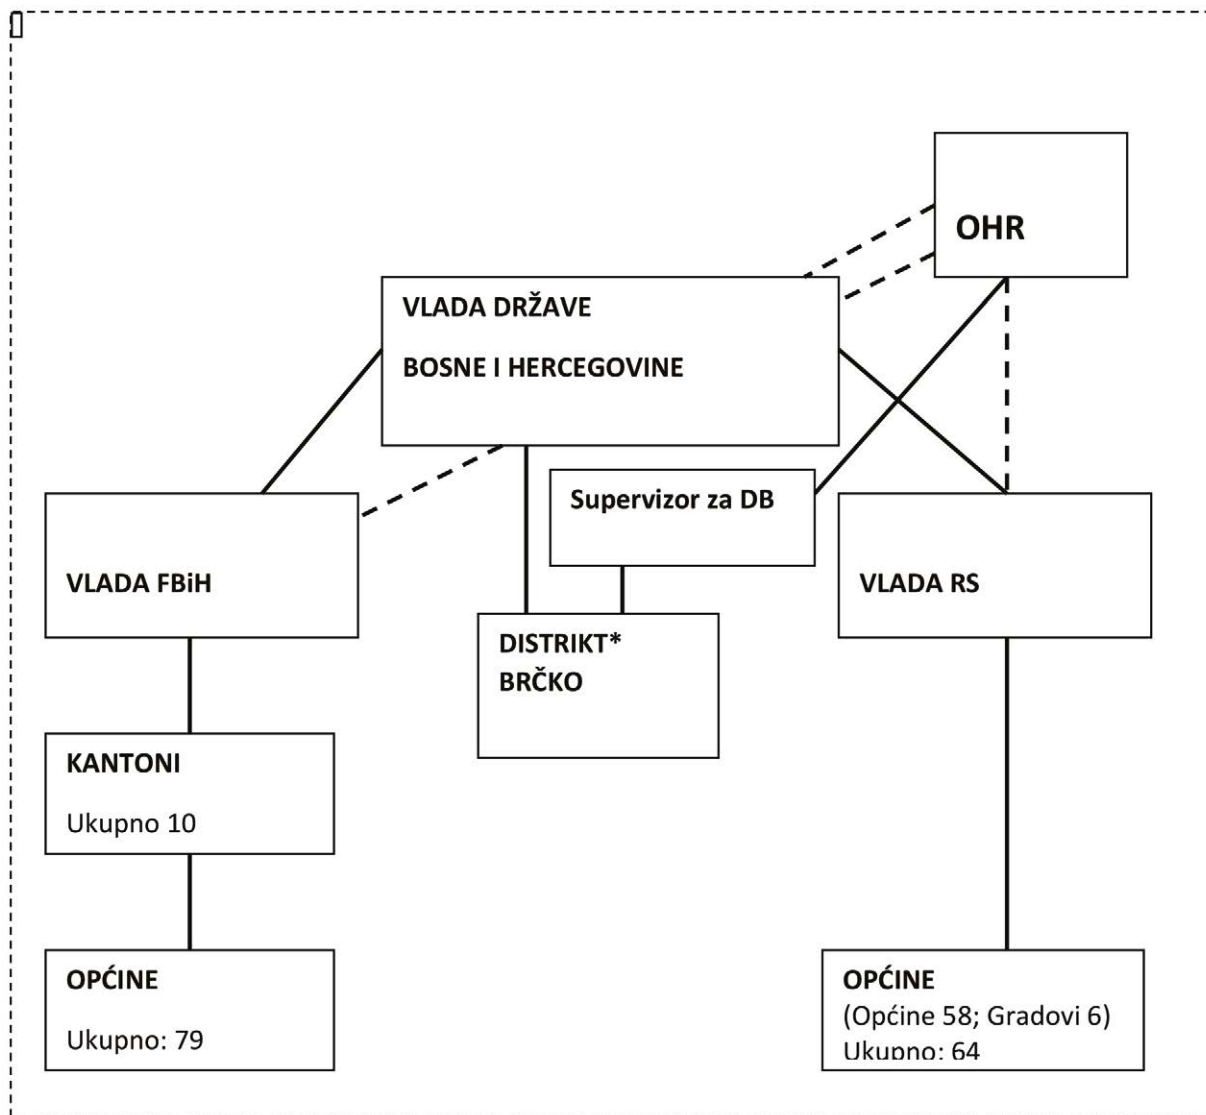 OHR
VLADA DRŽAVE
BOSNE I HERCEGOVINE
Supervizor za DB
VLADA FBiH
VLADA RS
DISTRIKT*
BRČKO
KANTONI
Ukupno 10
OPĆINE
Ukupno: 79
OPĆINE
(Općine 58; Gradovi 6)
Ukupno: 64